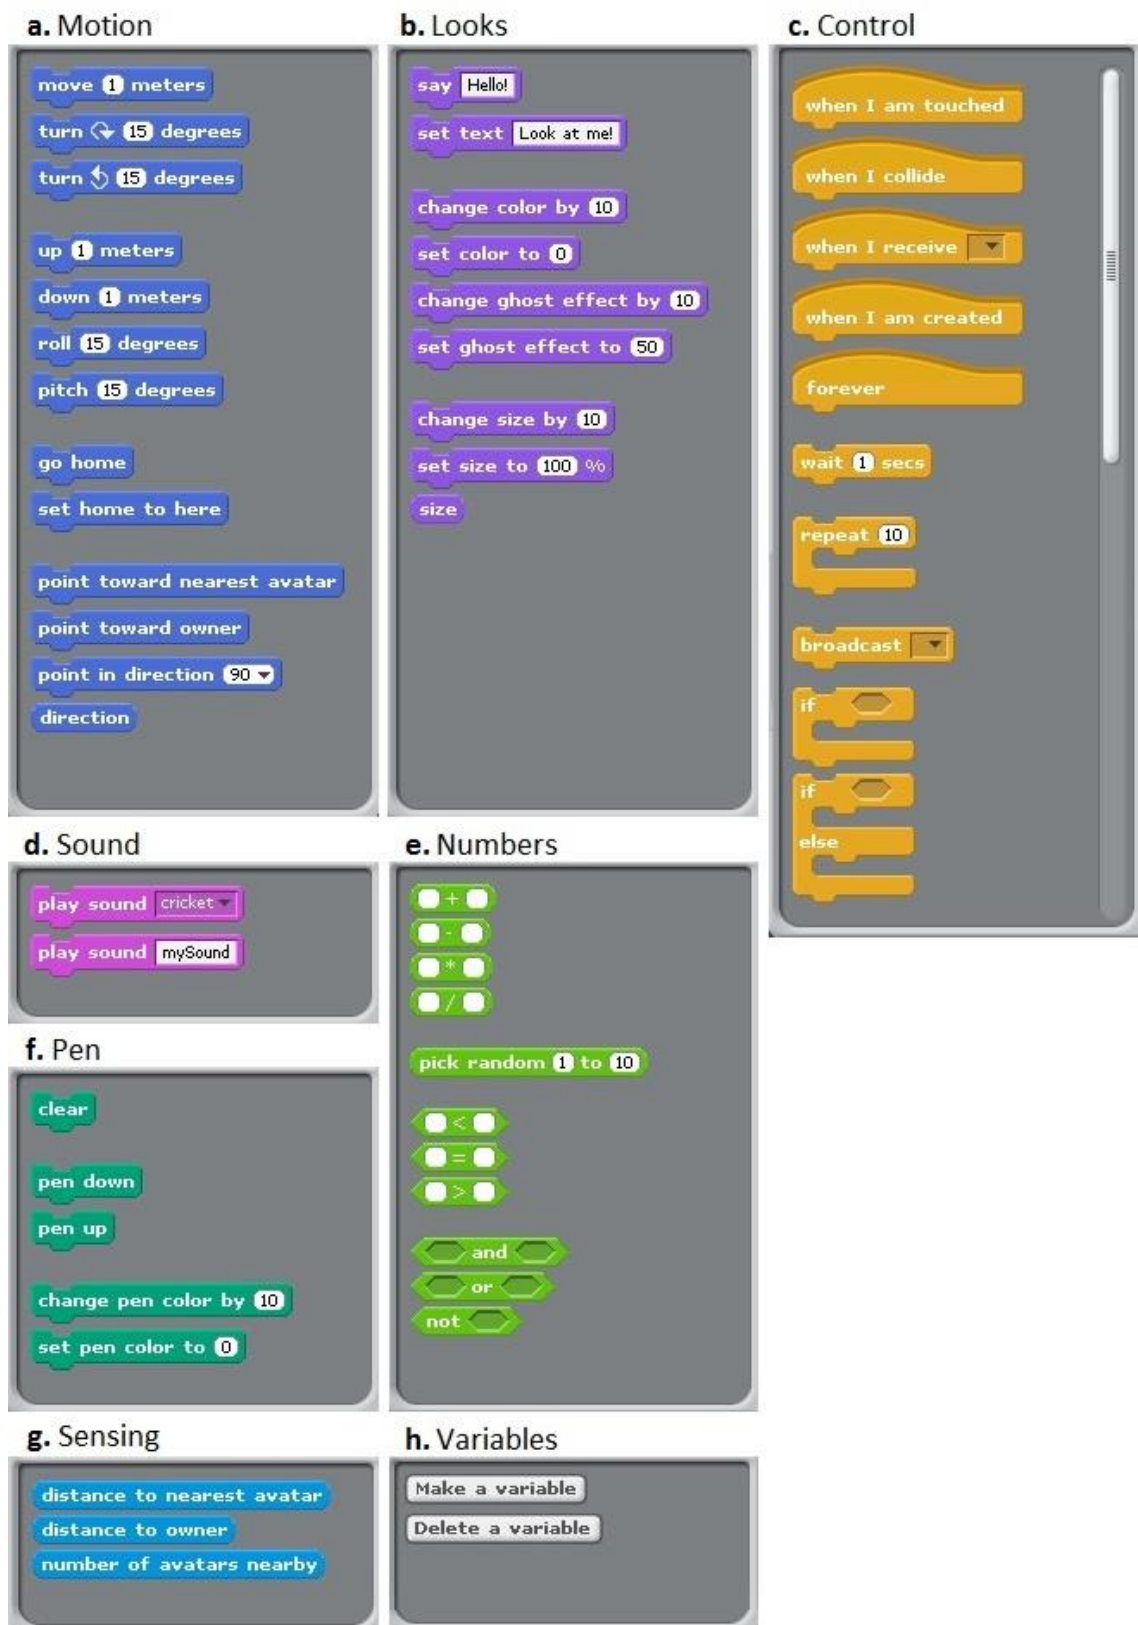 a. Motion
move 1 meters
turn 15 degrees
turn 15 degrees
up 1 meters
down 1 meters
roll 15 degrees
pitch 15 degrees
go home
set home to here
point toward nearest avatar
point toward owner
point in direction 90
direction
b. Looks
say Hello!
set text Look at me!
change color by 10
set color to 0
change ghost effect by 10
set ghost effect to 50
change size by 10
set size to 100 %
size
c. Control
when I am touched
when I collide
when I receive
when I am created
forever
wait 1 secs
repeat 10
broadcast
if
if
else
d. Sound
play sound cricket
play sound mySound
e. Numbers
+
-
*
/
pick random 1 to 10
<
=
>
and
or
not
f. Pen
clear
pen down
pen up
change pen color by 10
set pen color to 0
g. Sensing
distance to nearest avatar
distance to owner
number of avatars nearby
h. Variables
Make a variable
Delete a variable